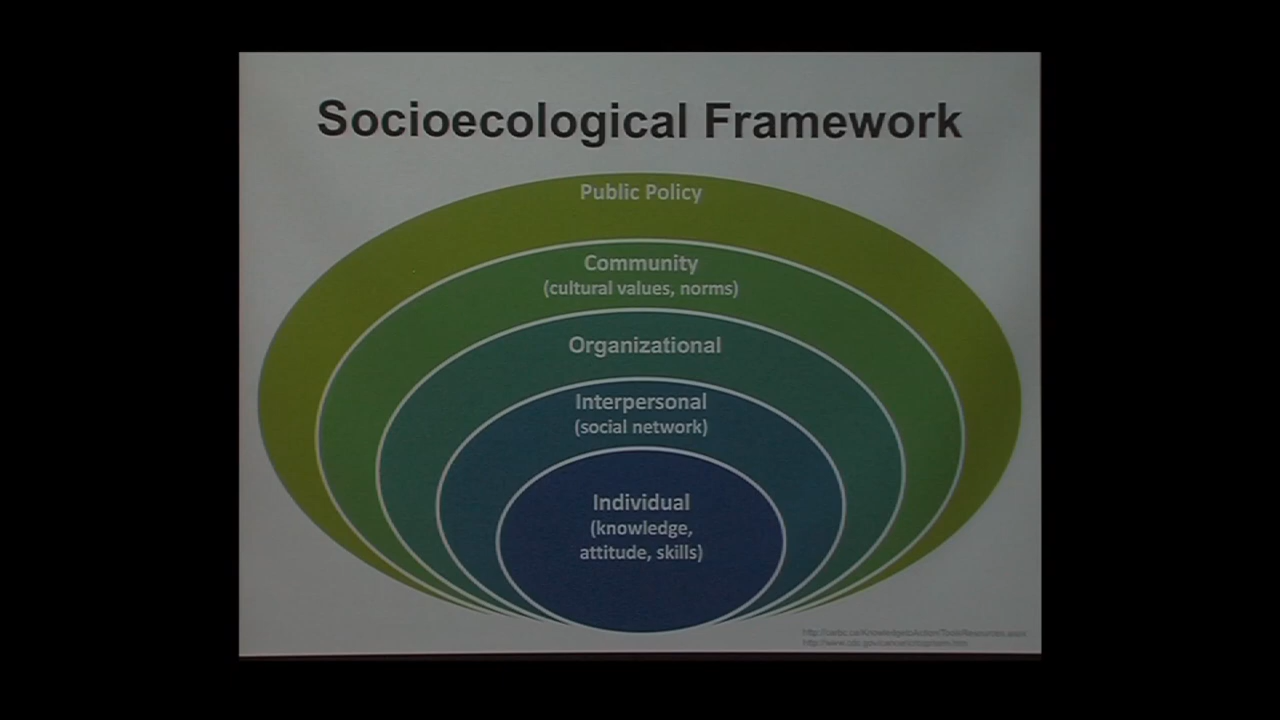 Socioecological Framework
Public Policy
Community
(cultural values, norms)
Organizational
Interpersonal
(social network)
Individual
(knowledge,
attitude, skills)